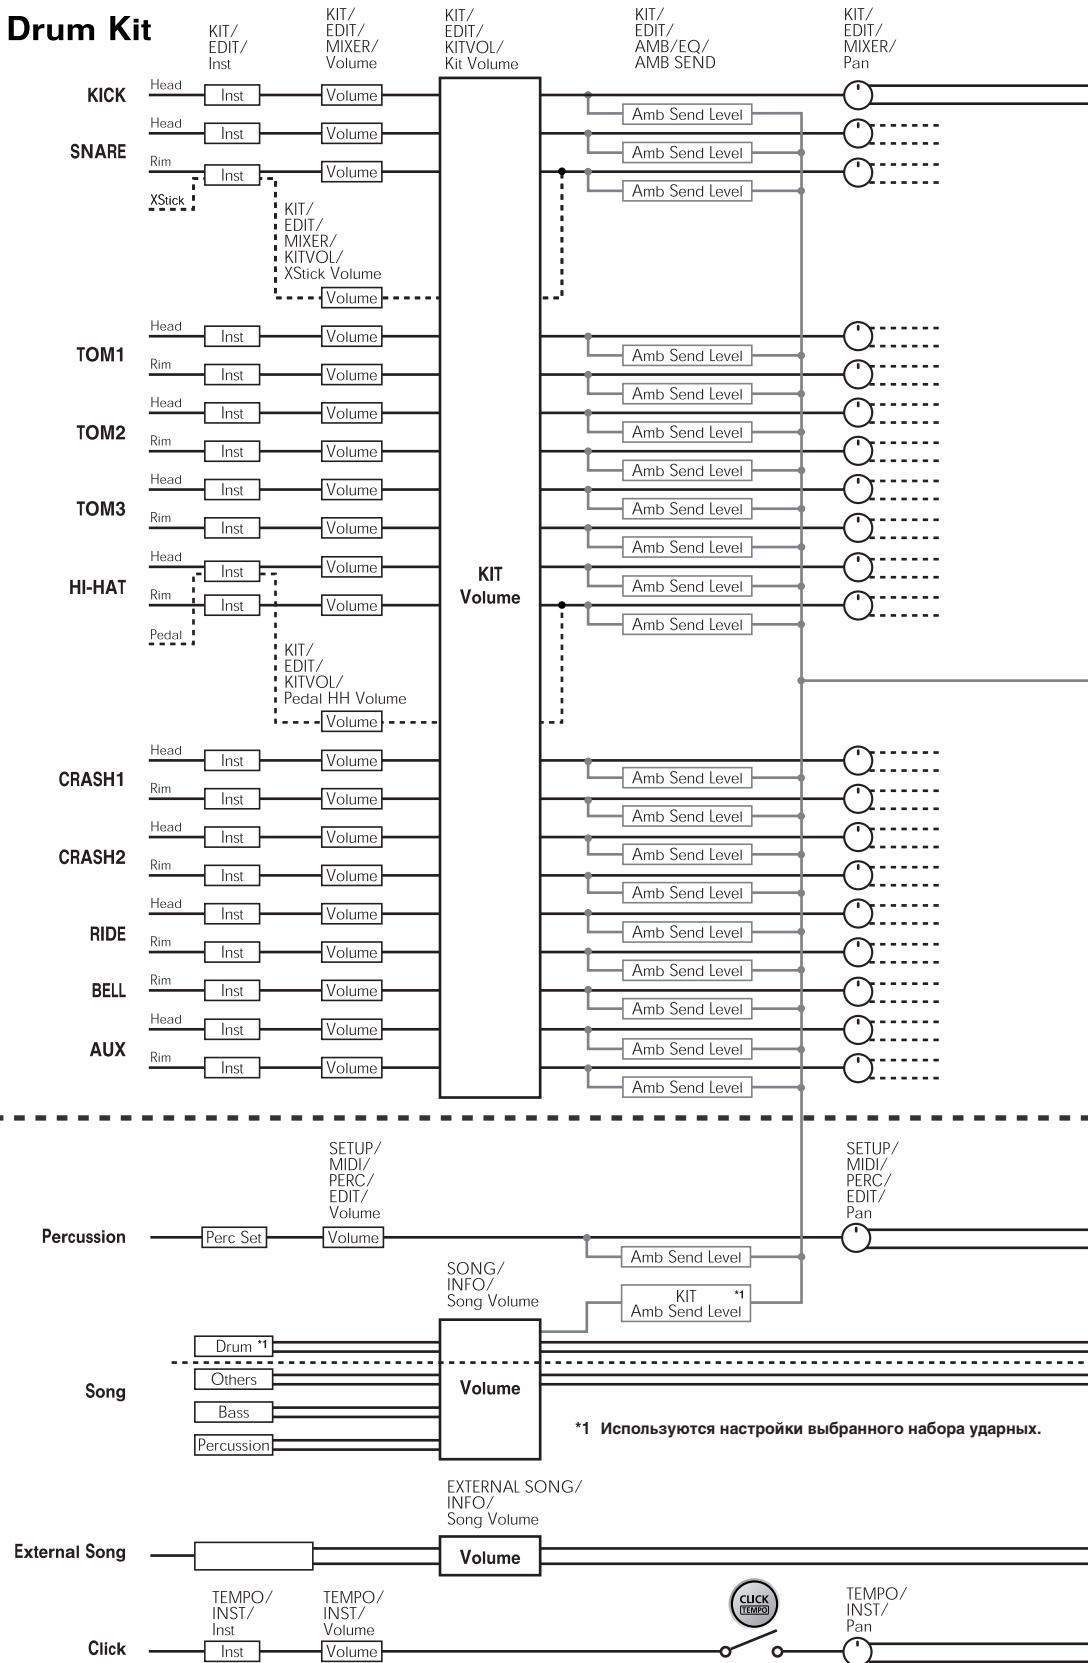 Drum Kit
KIT/
EDIT/
Inst
KIT/
EDIT/
MIXER/
Volume
KIT/
EDIT/
KITVOL/
Kit Volume
KIT/
EDIT/
AMB/EQ/
AMB SEND
KIT/
EDIT/
MIXER/
Pan
KICK
Head
Inst
Volume
Amb Send Level
SNARE
Head
Inst
Volume
Amb Send Level
Rim
Inst
Volume
Amb Send Level
XStick
KIT/
EDIT/
MIXER/
KITVOL/
XStick Volume
Volume
TOM1
Head
Inst
Volume
Amb Send Level
Rim
Inst
Volume
Amb Send Level
TOM2
Head
Inst
Volume
Amb Send Level
Rim
Inst
Volume
Amb Send Level
TOM3
Head
Inst
Volume
Amb Send Level
Rim
Inst
Volume
Amb Send Level
KIT
Volume
HI-HAT
Head
Inst
Volume
Amb Send Level
Rim
Inst
Volume
Amb Send Level
Pedal
KIT/
EDIT/
KITVOL/
Pedal HH Volume
Volume
CRASH1
Head
Inst
Volume
Amb Send Level
Rim
Inst
Volume
Amb Send Level
CRASH2
Head
Inst
Volume
Amb Send Level
Rim
Inst
Volume
Amb Send Level
RIDE
Head
Inst
Volume
Amb Send Level
Rim
Inst
Volume
Amb Send Level
BELL
Rim
Inst
Volume
Amb Send Level
AUX
Head
Inst
Volume
Amb Send Level
Rim
Inst
Volume
Amb Send Level
SETUP/
MIDI/
PERC/
EDIT/
Volume
SETUP/
MIDI/
PERC/
EDIT/
Pan
Percussion
Perc Set
Volume
Amb Send Level
SONG/
INFO/
Song Volume
KIT *1
Amb Send Level
Song
Drum *1
Others
Bass
Percussion
Volume
*1 Используются настройки выбранного набора ударных.
EXTERNAL SONG/
INFO/
Song Volume
External Song
Volume
TEMPO/
INST/
Inst
TEMPO/
INST/
Volume
CLICK
TEMPO
TEMPO/
INST/
Pan
Click
Inst
Volume